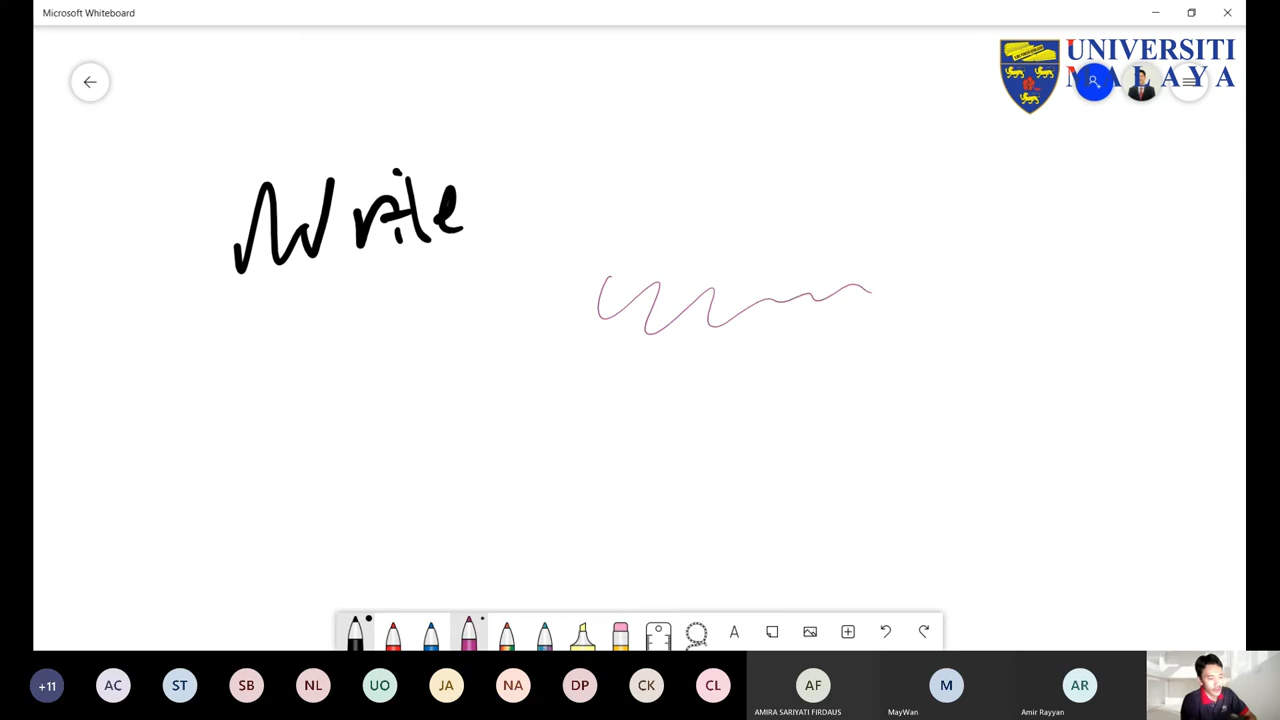 Microsoft Whiteboard
UNIVERSITI
MALAYA
Write
A
+11
AC
ST
SB
NL
UO
JA
NA
DP
CK
CL
AF
AMIRA SARIYATI FIRDAUS
M
MayWan
AR
Amir Rayyan